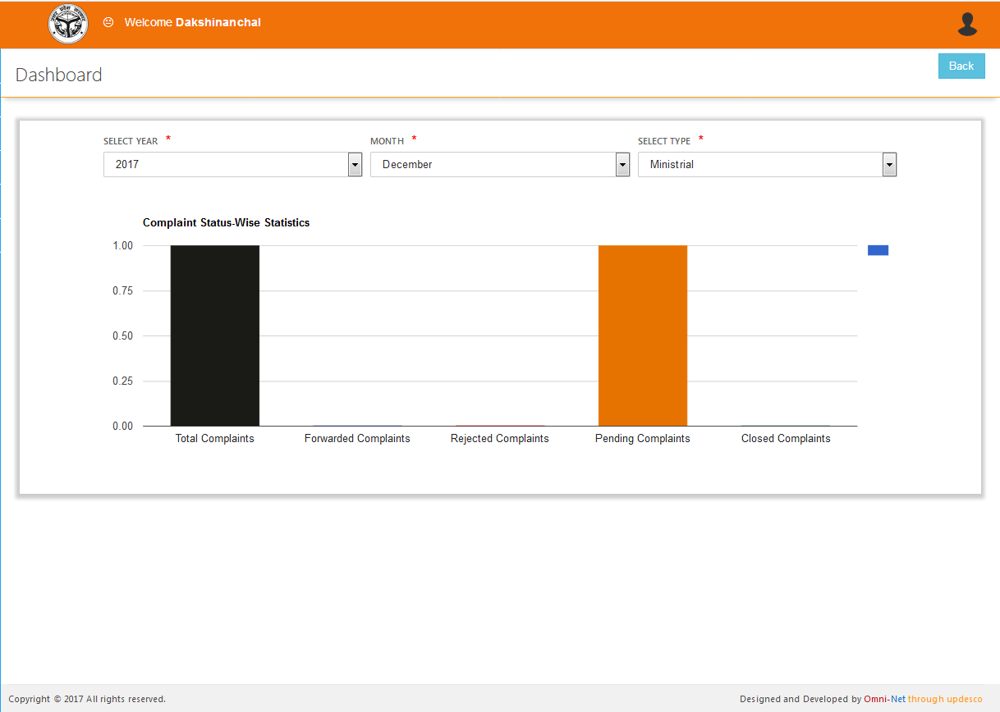 Welcome Dakshinanchal
Dashboard
Back
SELECT YEAR *
MONTH *
SELECT TYPE *
2017
December
Ministrial
Complaint Status-Wise Statistics
1.00
0.75
0.50
0.25
0.00
Total Complaints
Forwarded Complaints
Rejected Complaints
Pending Complaints
Closed Complaints
Copyright © 2017 All rights reserved.
Designed and Developed by Omni-Net through updesco